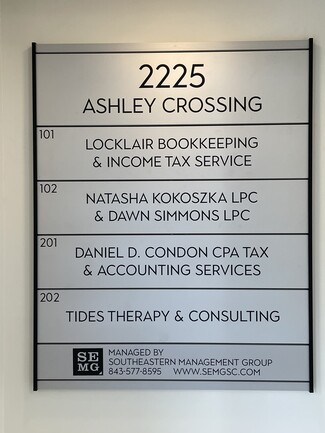 2225
ASHLEY CROSSING
101
LOCKLAIR BOOKKEEPING
& INCOME TAX SERVICE
102
NATASHA KOKOSZKA LPC
& DAWN SIMMONS LPC
201
DANIEL D. CONDON CPA TAX
& ACCOUNTING SERVICES
202
TIDES THERAPY & CONSULTING
SE
MG
MANAGED BY
SOUTHEASTERN MANAGEMENT GROUP
843-577-8595 WWW.SEMGSC.COM